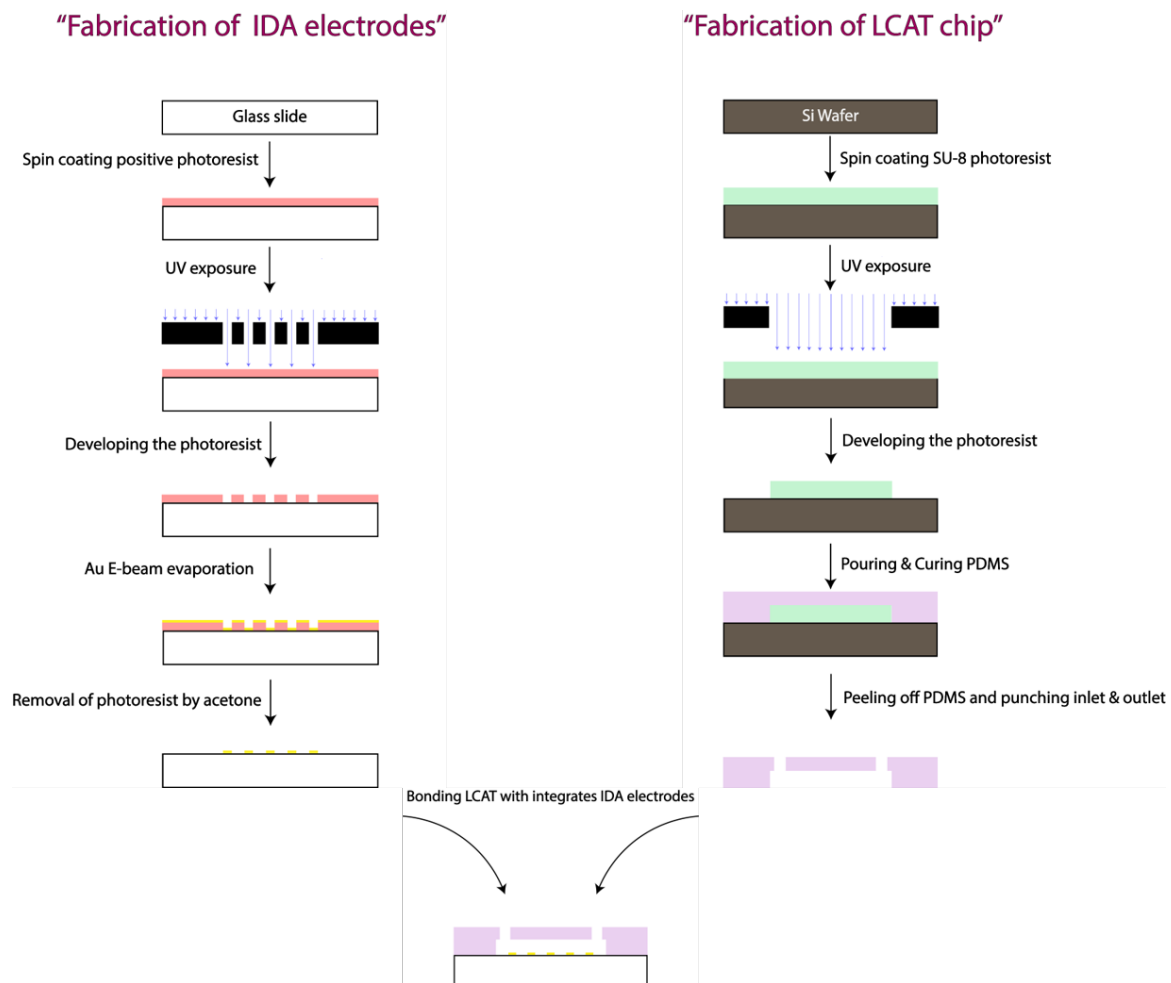 "Fabrication of IDA electrodes"
Glass slide
Spin coating positive photoresist
UV exposure
Developing the photoresist
Au E-beam evaporation
Removal of photoresist by acetone
"Fabrication of LCAT chip"
Si Wafer
Spin coating SU-8 photoresist
UV exposure
Developing the photoresist
Pouring & Curing PDMS
Peeling off PDMS and punching inlet & outlet
Bonding LCAT with integrates IDA electrodes